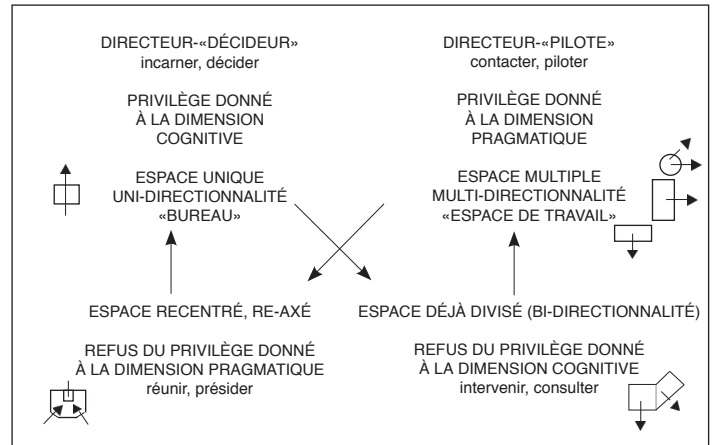 DIRECTEUR-«DÉCIDEUR»
incarner, décider
PRIVILÈGE DONNÉ
À LA DIMENSION
COGNITIVE
ESPACE UNIQUE
UNI-DIRECTIONNALITÉ
«BUREAU»
DIRECTEUR-«PILOTE»
contacter, piloter
PRIVILÈGE DONNÉ
À LA DIMENSION
PRAGMATIQUE
ESPACE MULTIPLE
MULTI-DIRECTIONNALITÉ
«ESPACE DE TRAVAIL»
ESPACE RECENTRÉ, RE-AXÉ
REFUS DU PRIVILÈGE DONNÉ
À LA DIMENSION PRAGMATIQUE
réunir, présider
ESPACE DÉJÀ DIVISÉ (BI-DIRECTIONNALITÉ)
REFUS DU PRIVILÈGE DONNÉ
À LA DIMENSION COGNITIVE
intervenir, consulter